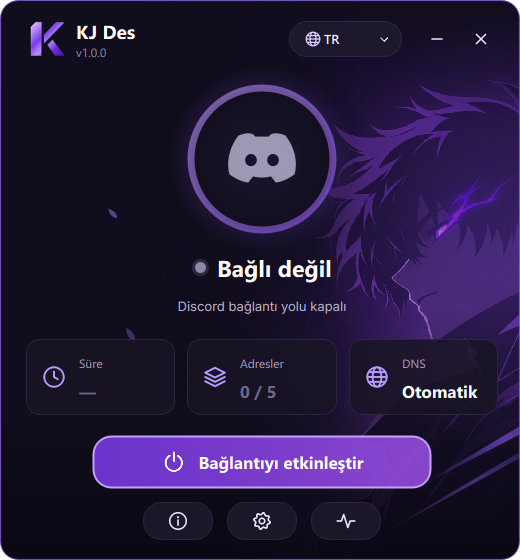 KJ Des
v1.0.0
TR
Bağlı değil
Discord bağlantı yolu kapalı
Süre
—
Adresler
0 / 5
DNS
Otomatik
Bağlantıyı etkinleştir